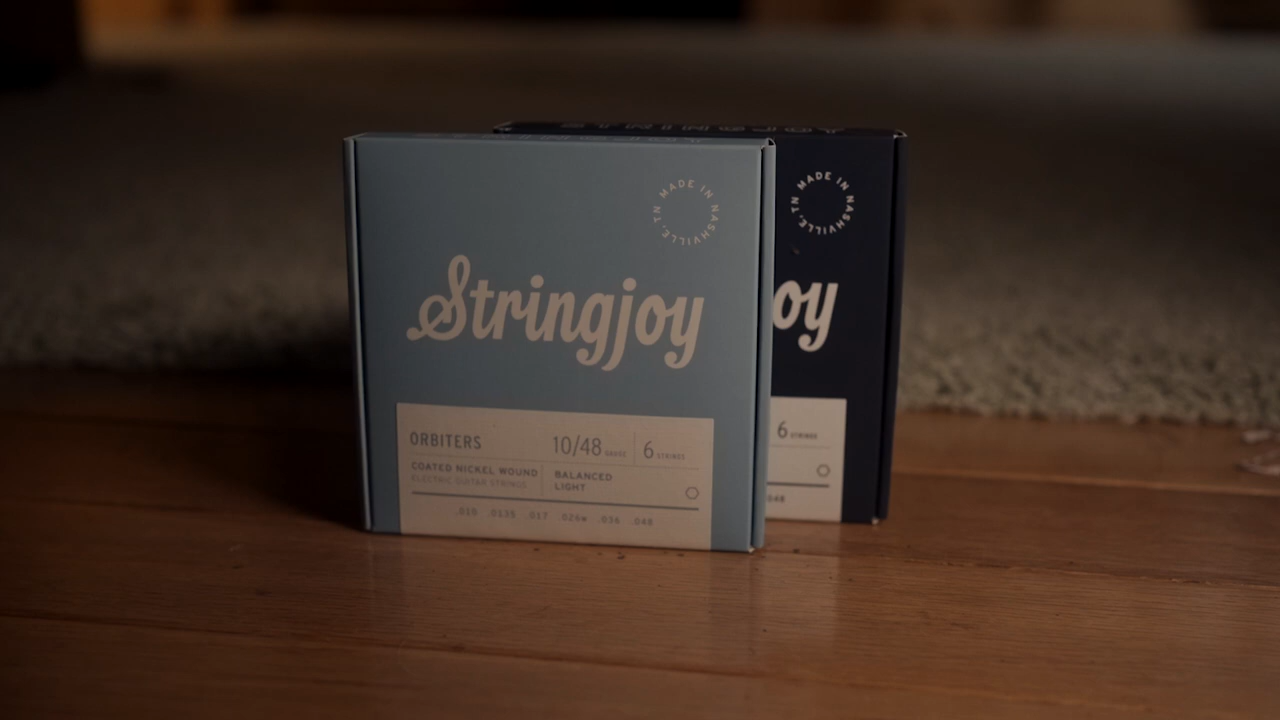 MADE IN NASHVILLE, TN
Stringjoy
ORBITERS
10/48 GAUGE
6 STRINGS
COATED NICKEL WOUND
ELECTRIC GUITAR STRINGS
BALANCED
LIGHT
.010 .0135 .017 .026w .036 .048
MADE IN NASHVILLE, TN
oy
6 STRINGS
.048